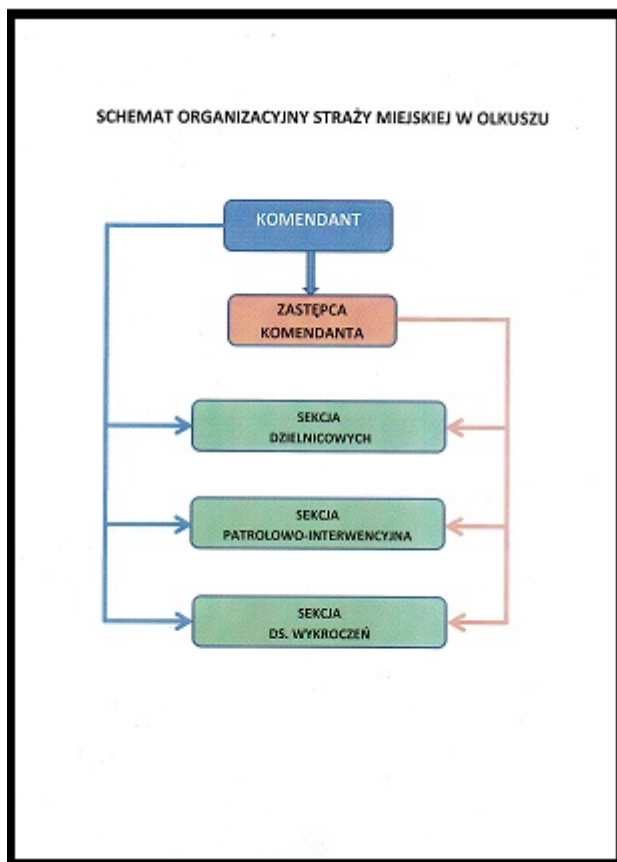 SCHEMAT ORGANIZACYJNY STRAŻY MIEJSKIEJ W OLKUSZU
KOMENDANT
ZASTĘPCA
KOMENDANTA
SEKCJA
DZIELNICOWYCH
SEKCJA
PATROLOWO-INTERWENCYJNA
SEKCJA
DS. WYKROCZEŃ